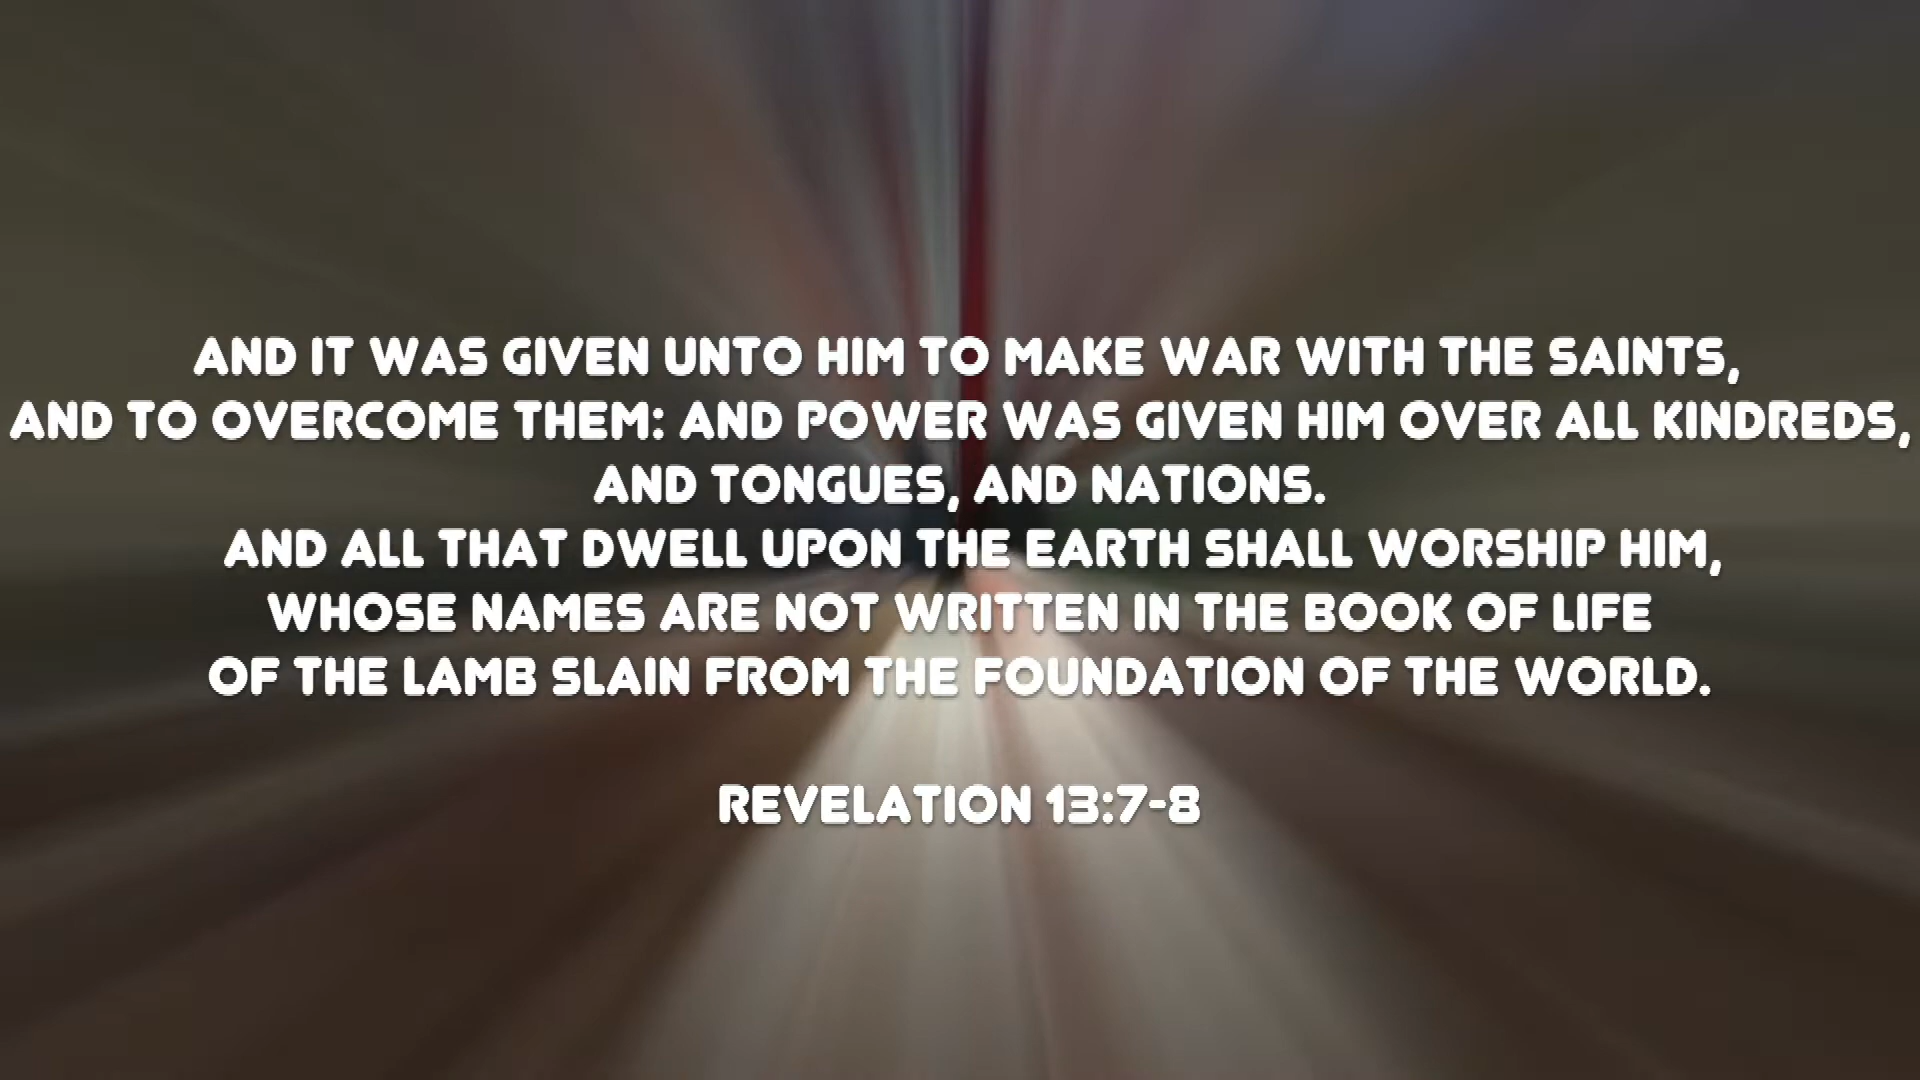 AND IT WAS GIVEN UNTO HIM TO MAKE WAR WITH THE SAINTS,
AND TO OVERCOME THEM: AND POWER WAS GIVEN HIM OVER ALL KINDREDS,
AND TONGUES, AND NATIONS.
AND ALL THAT DWELL UPON THE EARTH SHALL WORSHIP HIM,
WHOSE NAMES ARE NOT WRITTEN IN THE BOOK OF LIFE
OF THE LAMB SLAIN FROM THE FOUNDATION OF THE WORLD.
REVELATION 13:7-8